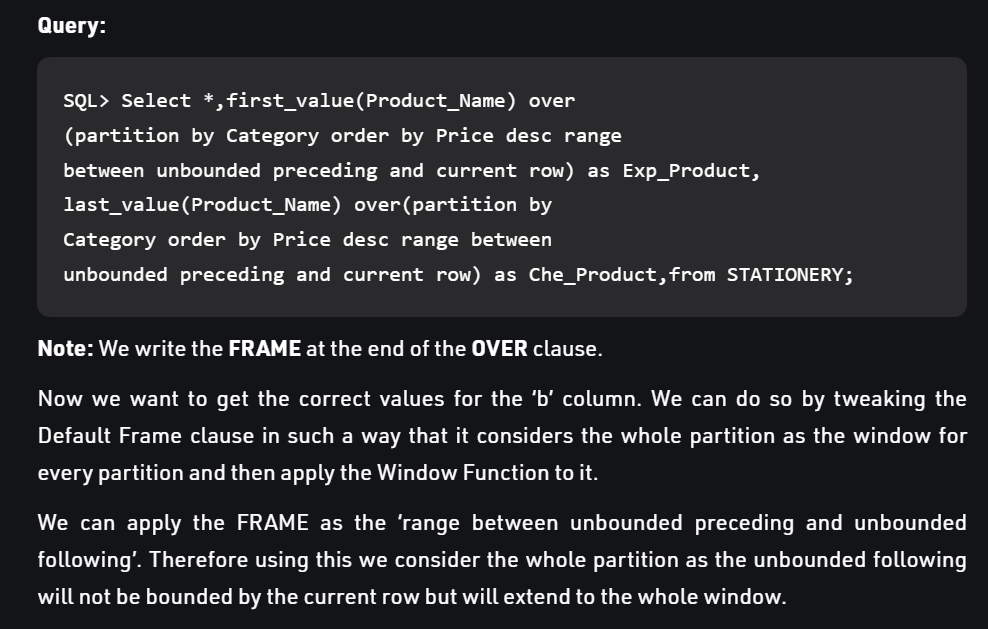 Query:
SQL> Select *,first_value(Product_Name) over
(partition by Category order by Price desc range
between unbounded preceding and current row) as Exp_Product,
last_value(Product_Name) over(partition by
Category order by Price desc range between
unbounded preceding and current row) as Che_Product,from STATIONERY;
Note: We write the FRAME at the end of the OVER clause.
Now we want to get the correct values for the ‘b’ column. We can do so by tweaking the
Default Frame clause in such a way that it considers the whole partition as the window for
every partition and then apply the Window Function to it.
We can apply the FRAME as the ‘range between unbounded preceding and unbounded
following’. Therefore using this we consider the whole partition as the unbounded following
will not be bounded by the current row but will extend to the whole window.